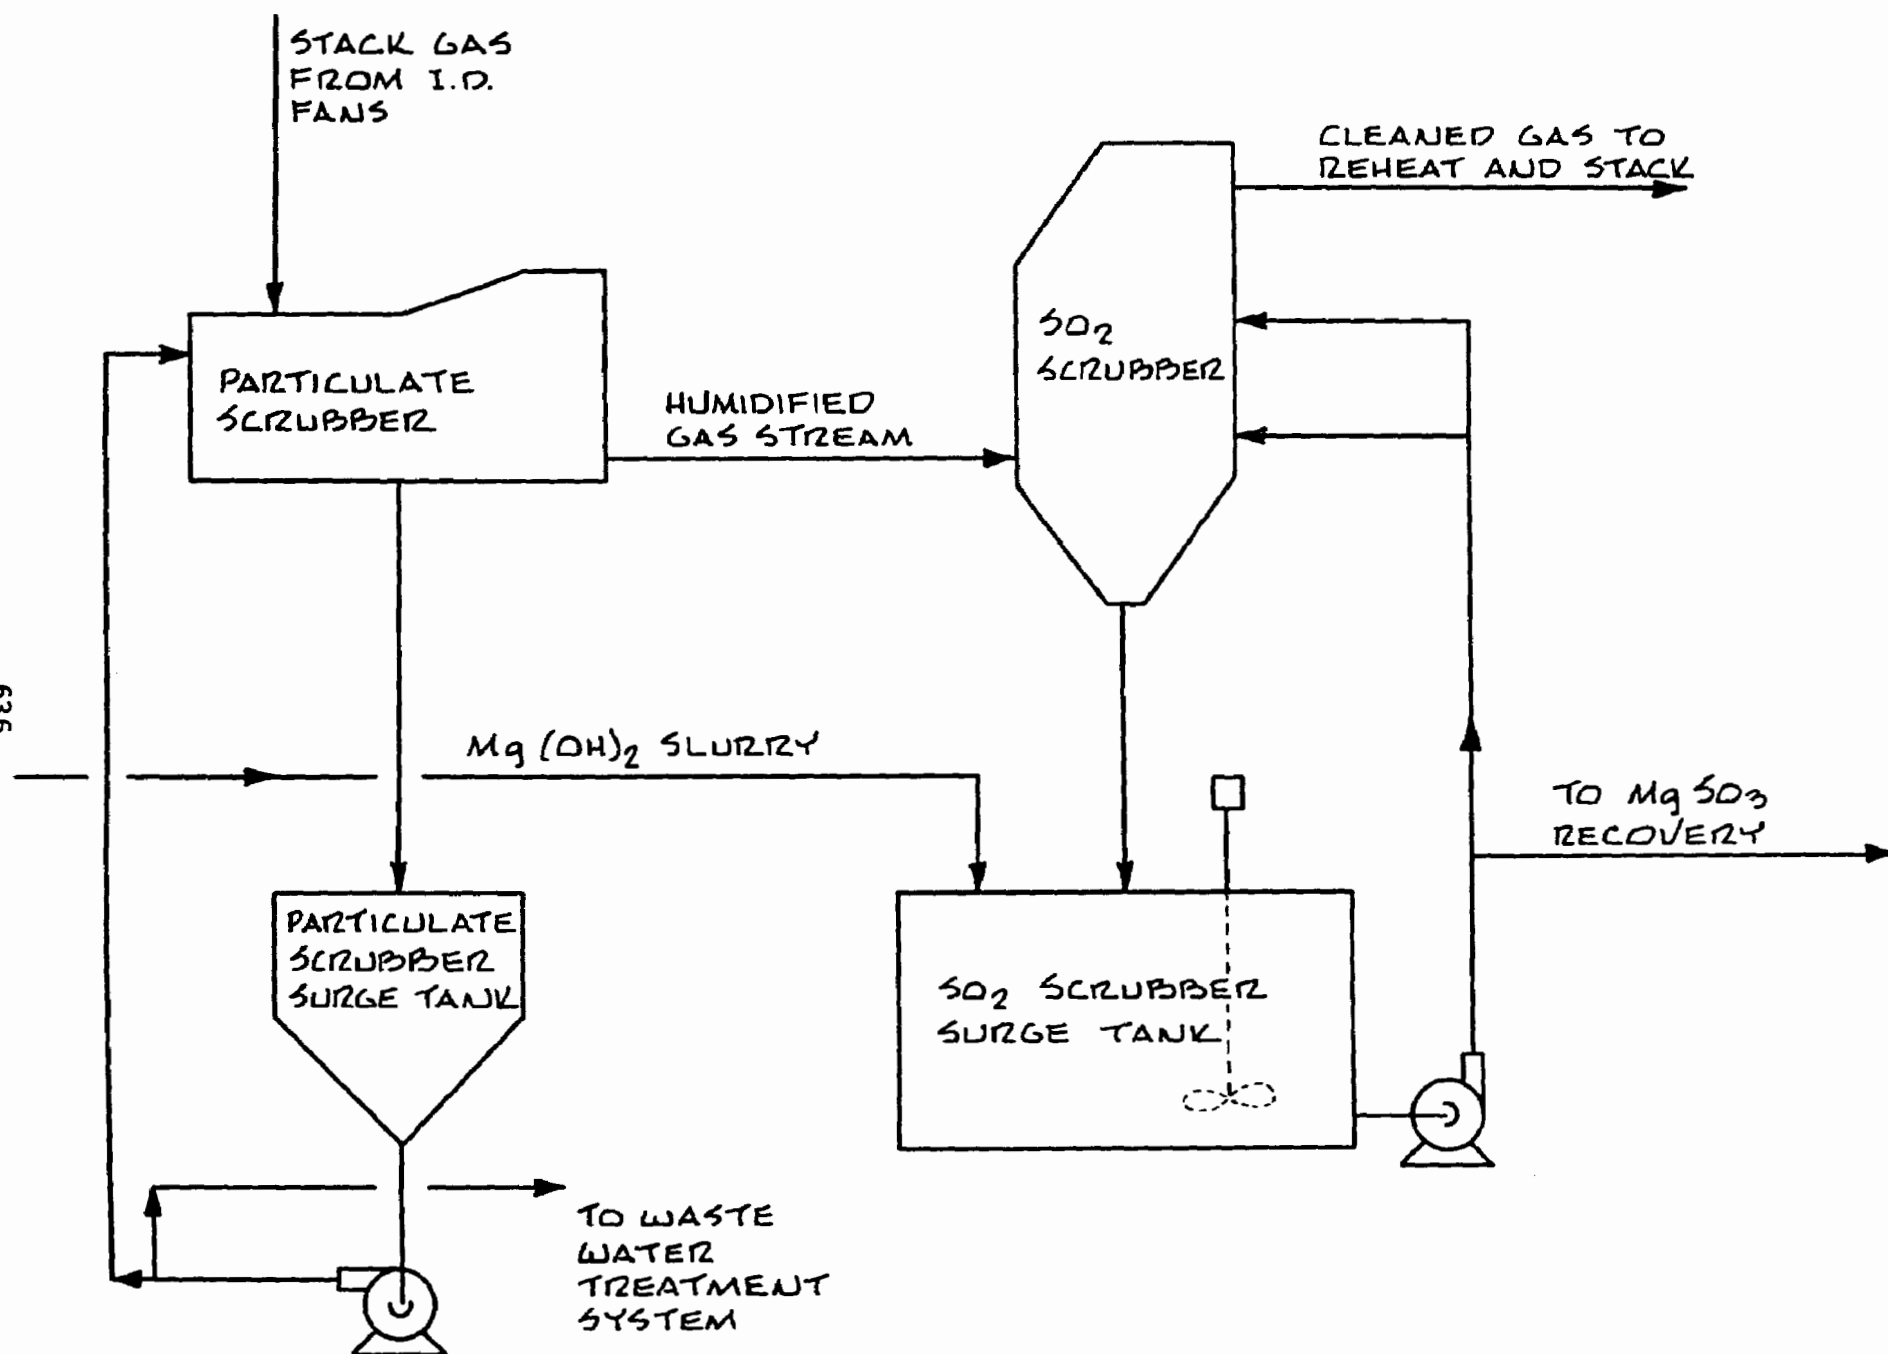 STACK GAS
FROM I.D.
FANS
CLEANED GAS TO
REHEAT AND STACK
SO2
SCRUBBER
PARTICULATE
SCRUBBER
HUMIDIFIED
GAS STREAM
636
Mg (OH)2 SLURRY
TO MgSO3
RECOVERY
PARTICULATE
SCRUBBER
SURGE TANK
SO2 SCRUBBER
SURGE TANK
TO WASTE
WATER
TREATMENT
SYSTEM